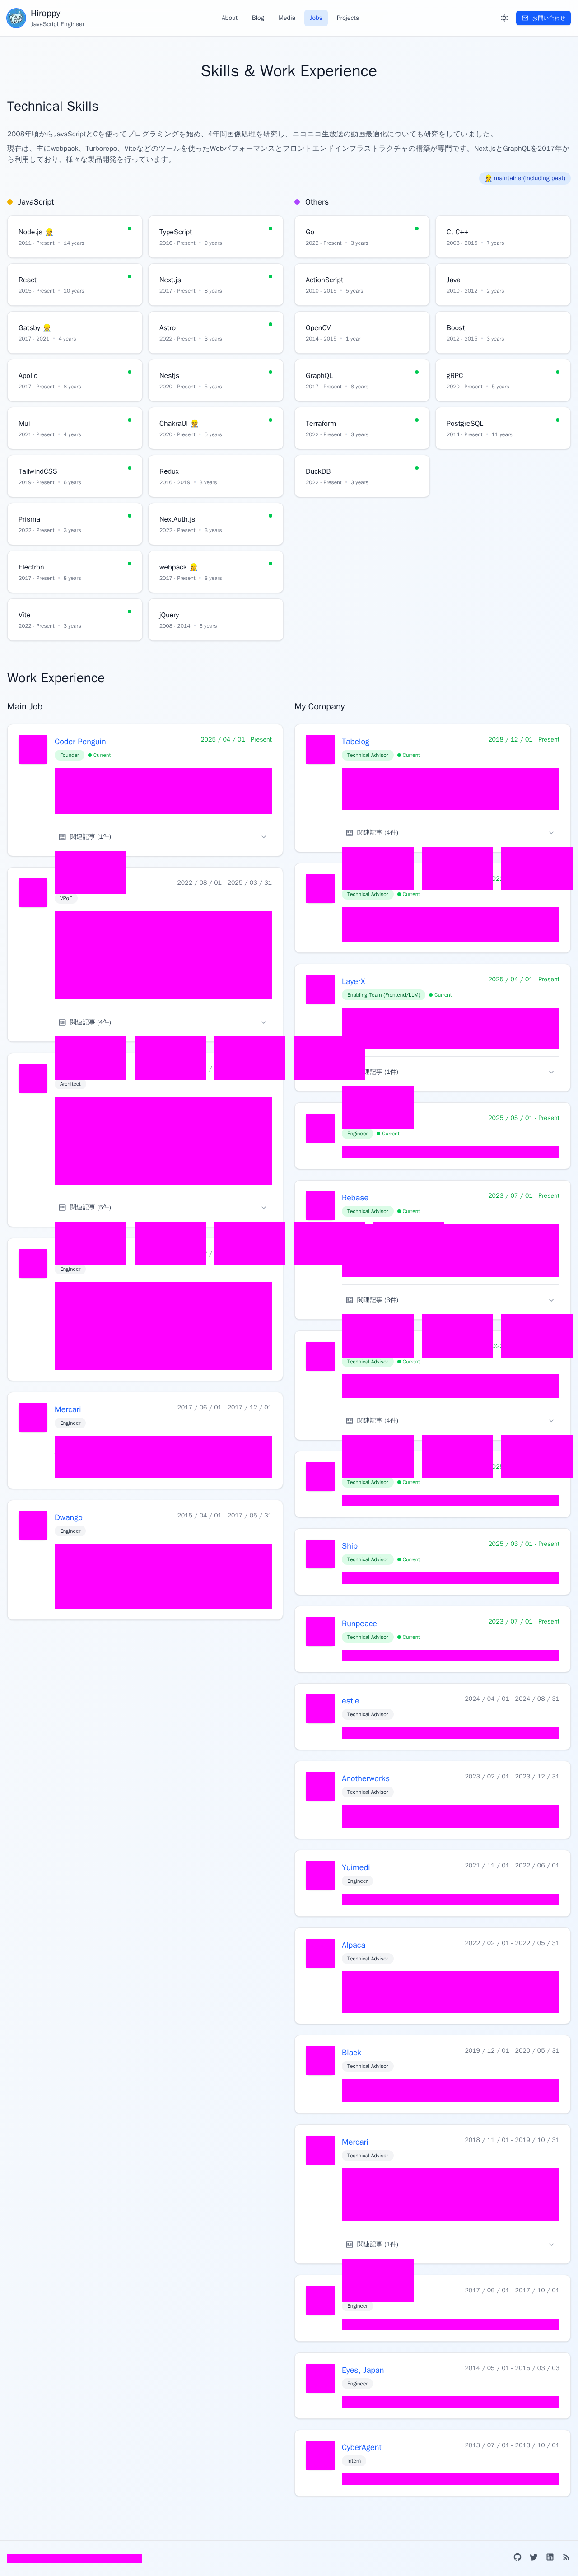 Hiroppy
JavaScript Engineer
About
Blog
Media
Jobs
Projects
お問い合わせ
Skills & Work Experience
Technical Skills
2008年頃からJavaScriptとCを使ってプログラミングを始め、4年間画像処理を研究し、ニコニコ生放送の動画最適化についても研究をしていました。
現在は、主にwebpack、Turborepo、Viteなどのツールを使ったWebパフォーマンスとフロントエンドインフラストラクチャの構築が専門です。Next.jsとGraphQLを2017年か
ら利用しており、様々な製品開発を行っています。
👷 maintainer(including past)
JavaScript
Node.js 👷
2011 - Present • 14 years
TypeScript
2016 - Present • 9 years
React
2015 - Present • 10 years
Next.js
2017 - Present • 8 years
Gatsby 👷
2017 - 2021 • 4 years
Astro
2022 - Present • 3 years
Apollo
2017 - Present • 8 years
Nestjs
2020 - Present • 5 years
Mui
2021 - Present • 4 years
ChakraUI 👷
2020 - Present • 5 years
TailwindCSS
2019 - Present • 6 years
Redux
2016 - 2019 • 3 years
Prisma
2022 - Present • 3 years
NextAuth.js
2022 - Present • 3 years
Electron
2017 - Present • 8 years
webpack 👷
2017 - Present • 8 years
Vite
2022 - Present • 3 years
jQuery
2008 - 2014 • 6 years
Others
Go
2022 - Present • 3 years
C, C++
2008 - 2015 • 7 years
ActionScript
2010 - 2015 • 5 years
Java
2010 - 2012 • 2 years
OpenCV
2014 - 2015 • 1 year
Boost
2012 - 2015 • 3 years
GraphQL
2017 - Present • 8 years
gRPC
2020 - Present • 5 years
Terraform
2022 - Present • 3 years
PostgreSQL
2014 - Present • 11 years
DuckDB
2022 - Present • 3 years
Work Experience
Main Job
Coder Penguin
2025 / 04 / 01 - Present
Founder
Current
関連記事 (1件)
2022 / 08 / 01 - 2025 / 03 / 31
VPoE
関連記事 (4件)
Architect
関連記事 (5件)
Engineer
Mercari
2017 / 06 / 01 - 2017 / 12 / 01
Engineer
Dwango
2015 / 04 / 01 - 2017 / 05 / 31
Engineer
My Company
Tabelog
2018 / 12 / 01 - Present
Technical Advisor
Current
関連記事 (4件)
Technical Advisor
Current
LayerX
2025 / 04 / 01 - Present
Enabling Team (Frontend/LLM)
Current
連記事 (1件)
2025 / 05 / 01 - Present
Engineer
Current
Rebase
2023 / 07 / 01 - Present
Technical Advisor
Current
関連記事 (3件)
Technical Advisor
Current
関連記事 (4件)
Technical Advisor
Current
Ship
2025 / 03 / 01 - Present
Technical Advisor
Current
Runpeace
2023 / 07 / 01 - Present
Technical Advisor
Current
estie
2024 / 04 / 01 - 2024 / 08 / 31
Technical Advisor
Anotherworks
2023 / 02 / 01 - 2023 / 12 / 31
Technical Advisor
Yuimedi
2021 / 11 / 01 - 2022 / 06 / 01
Engineer
Alpaca
2022 / 02 / 01 - 2022 / 05 / 31
Technical Advisor
Black
2019 / 12 / 01 - 2020 / 05 / 31
Technical Advisor
Mercari
2018 / 11 / 01 - 2019 / 10 / 31
Technical Advisor
関連記事 (1件)
2017 / 06 / 01 - 2017 / 10 / 01
Engineer
Eyes, Japan
2014 / 05 / 01 - 2015 / 03 / 03
Engineer
CyberAgent
2013 / 07 / 01 - 2013 / 10 / 01
Intern